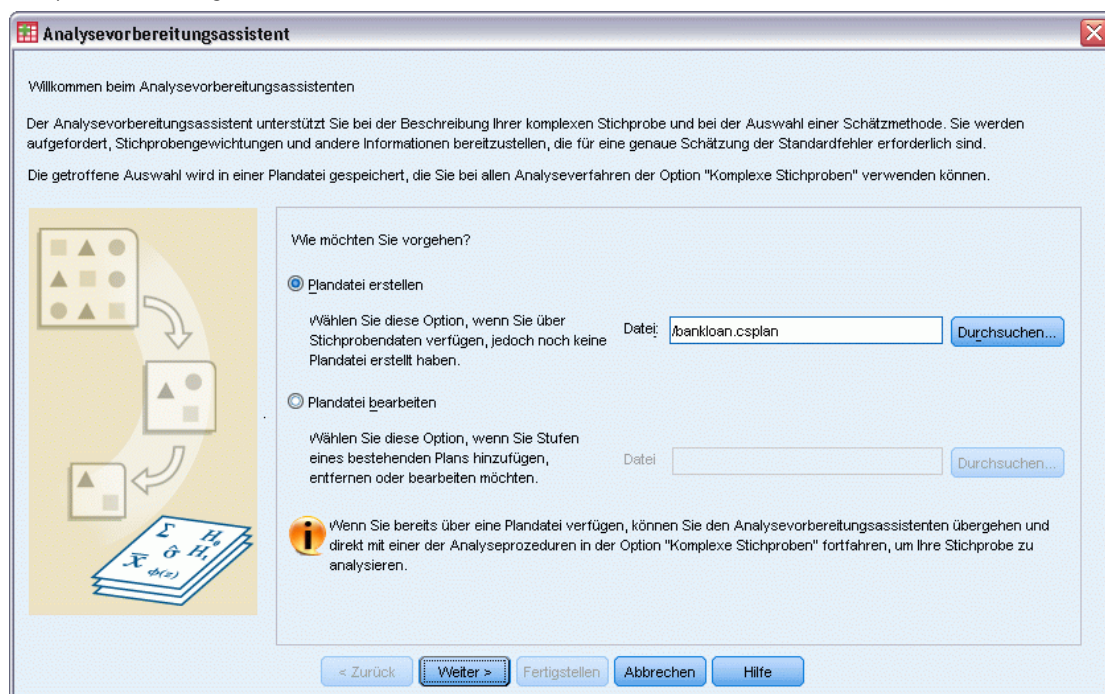 Analysevorbereitungsassistent
Willkommen beim Analysevorbereitungsassistenten
Der Analysevorbereitungsassistent unterstützt Sie bei der Beschreibung Ihrer komplexen Stichprobe und bei der Auswahl einer Schätzmethode. Sie werden
aufgefordert, Stichprobengewichtungen und andere Informationen bereitzustellen, die für eine genaue Schätzung der Standardfehler erforderlich sind.
Die getroffene Auswahl wird in einer Plandatei gespeichert, die Sie bei allen Analyseverfahren der Option "Komplexe Stichproben" verwenden können.
Wie möchten Sie vorgehen?
Plandatei erstellen
Wählen Sie diese Option, wenn Sie über
Stichprobendaten verfügen, jedoch noch keine
Plandatei erstellt haben.
Datei: /bankloan.csplan Durchsuchen...
Plandatei bearbeiten
Wählen Sie diese Option, wenn Sie Stufen
eines bestehenden Plans hinzufügen,
entfernen oder bearbeiten möchten.
Datei Durchsuchen...
Wenn Sie bereits über eine Plandatei verfügen, können Sie den Analysevorbereitungsassistenten übergehen und
direkt mit einer der Analyseprozeduren in der Option "Komplexe Stichproben" fortfahren, um Ihre Stichprobe zu
analysieren.
Σ H₀
x̄ σ̂ H₁
φ(z)
< Zurück Weiter > Fertigstellen Abbrechen Hilfe